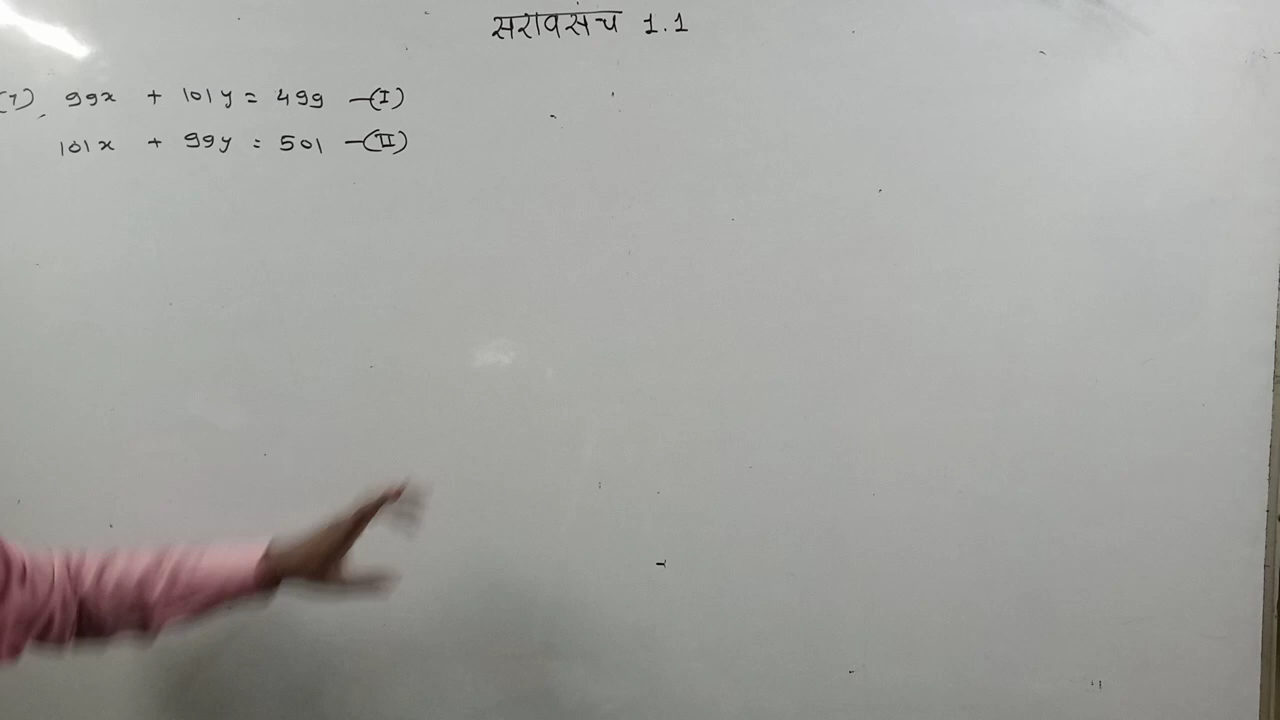 सरावसंच 1.1
(7) 99x + 101y = 499 —(I)
101x + 99y = 501 —(II)